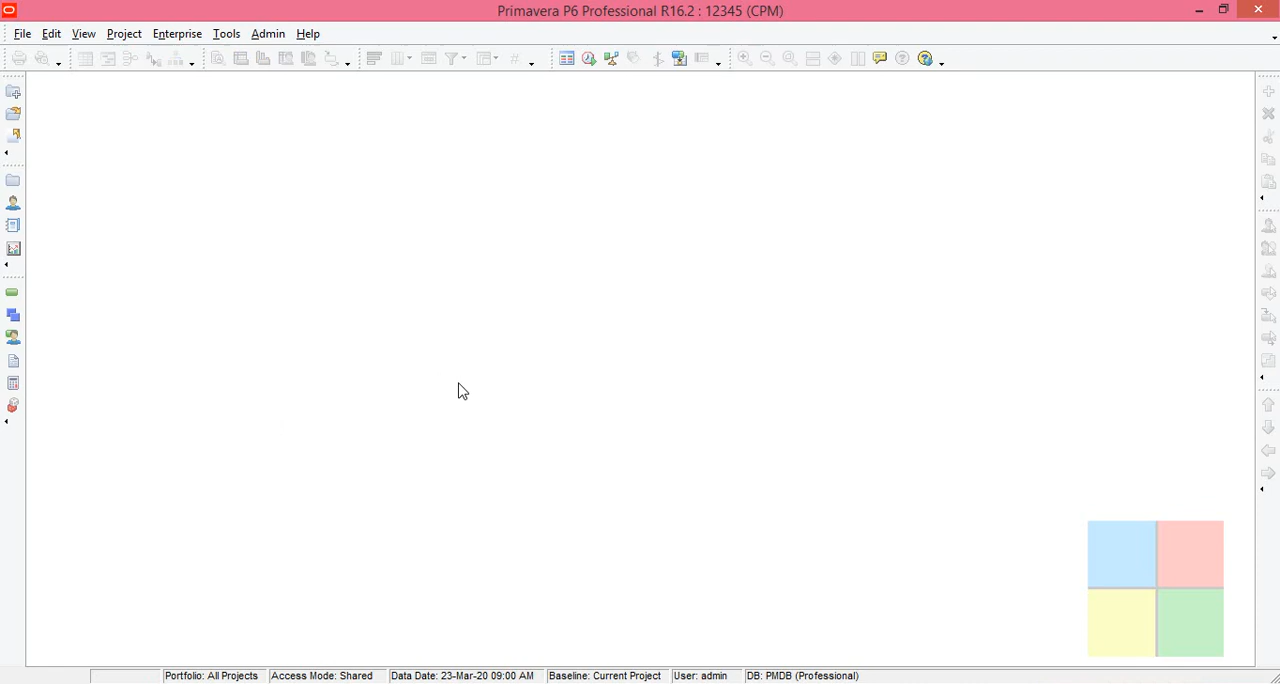 Primavera P6 Professional R16.2 : 12345 (CPM)
File Edit View Project Enterprise Tools Admin Help
Portfolio: All Projects Access Mode: Shared Data Date: 23-Mar-20 09:00 AM Baseline: Current Project User: admin DB: PMDB (Professional)